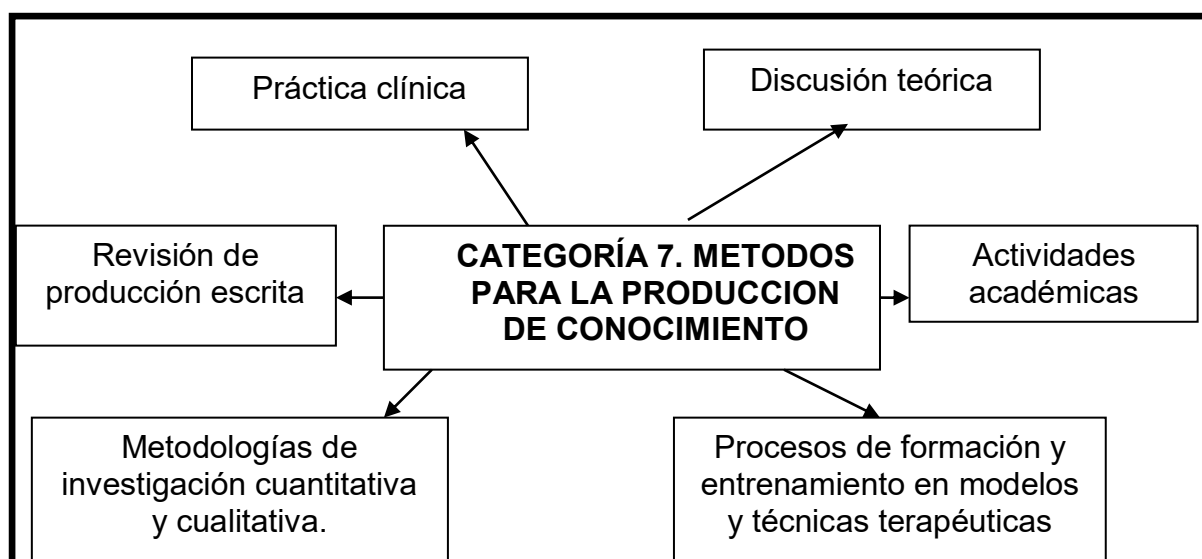 Práctica clínica
Discusión teórica
Revisión de
producción escrita
CATEGORÍA 7. METODOS
PARA LA PRODUCCION
DE CONOCIMIENTO
Actividades
académicas
Metodologías de
investigación cuantitativa
y cualitativa.
Procesos de formación y
entrenamiento en modelos
y técnicas terapéuticas